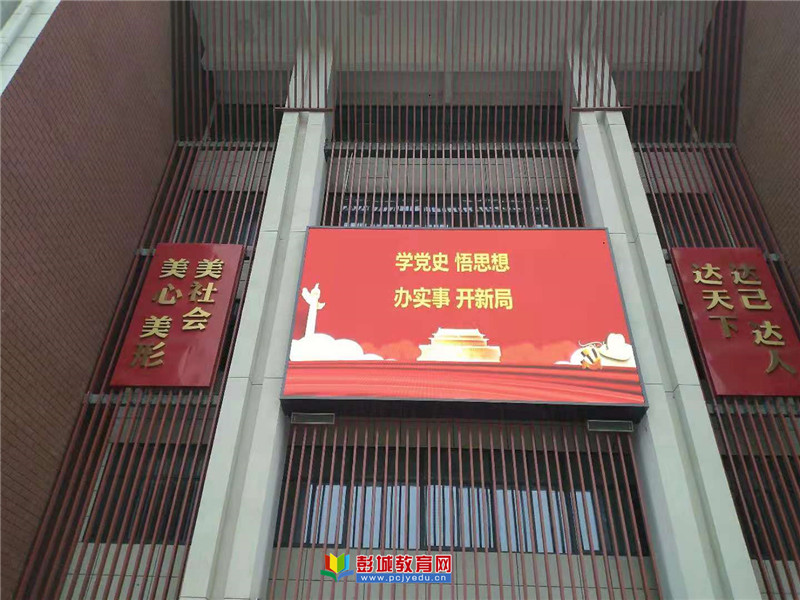 美心 美形
美社会
学党史 悟思想
办实事 开新局
达己 达人
达天下
彭城教育网
www.pcjyedu.cn